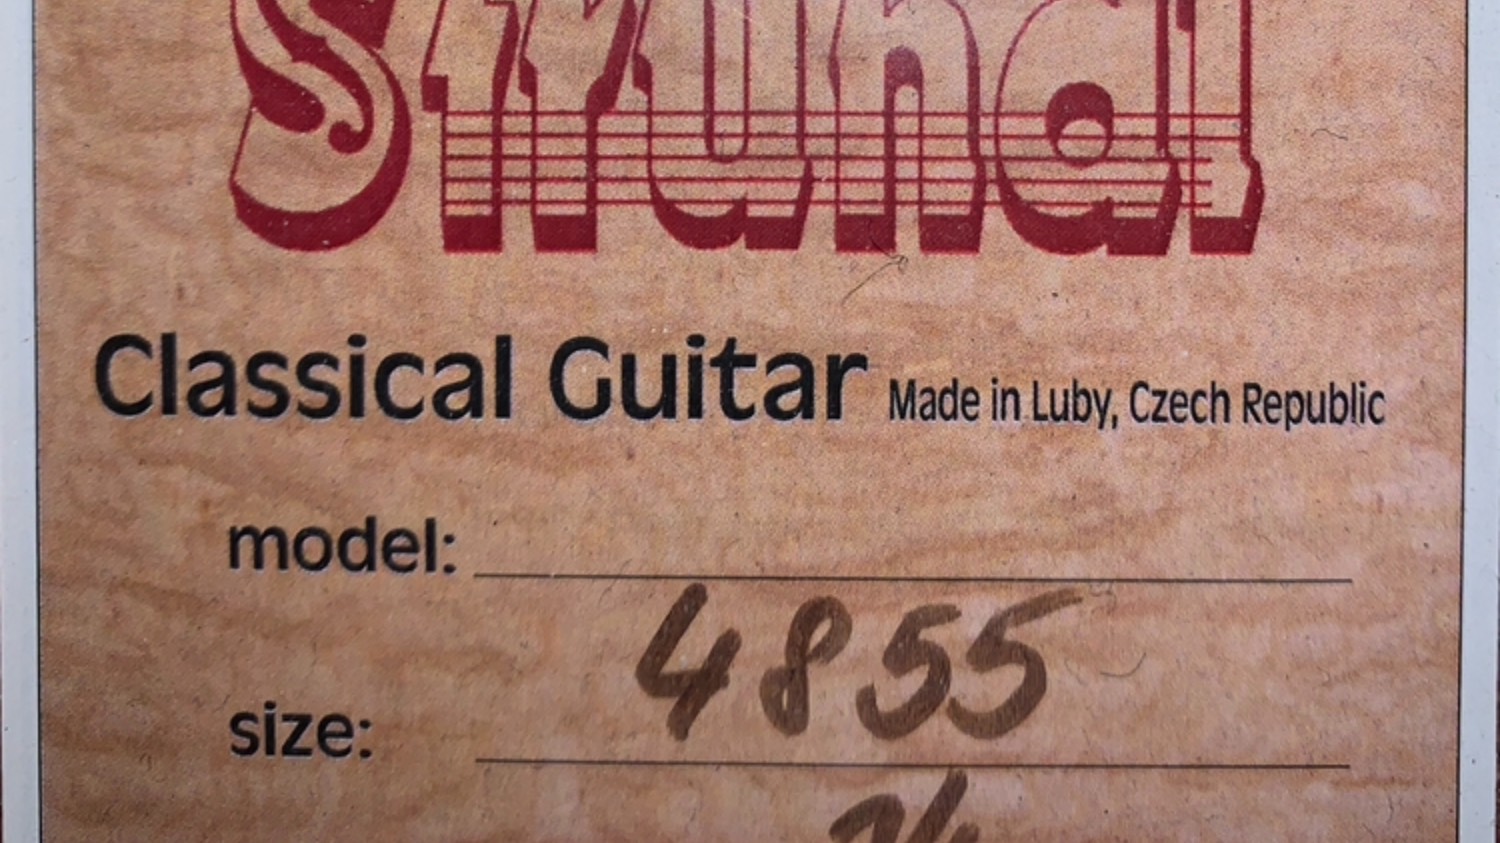 Strunal
Classical Guitar Made in Luby, Czech Republic
model:
4855
size: